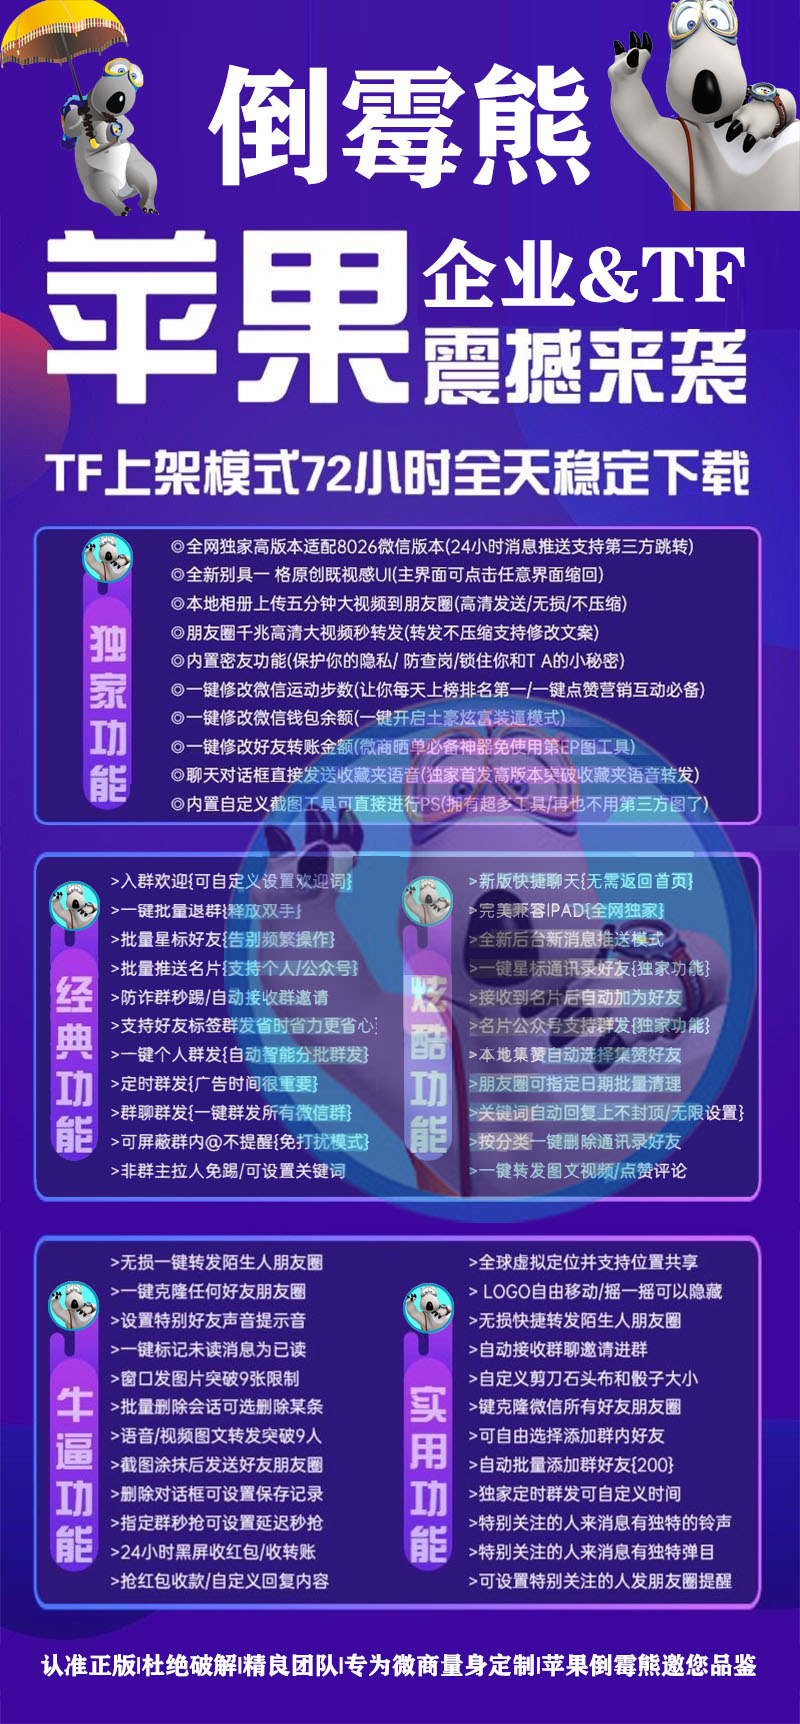 倒霉熊
苹果
企业&TF
震撼来袭
TF上架模式72小时全天稳定下载
独家功能
◎全网独家高版本适配8026微信版本(24小时消息推送支持第三方跳转)
◎全新别具一 格原创既视感UI(主界面可点击任意界面缩回)
◎本地相册上传五分钟大视频到朋友圈(高清发送/无损/不压缩)
◎朋友圈千兆高清大视频秒转发(转发不压缩支持修改文案)
◎内置密友功能(保护你的隐私/ 防查岗/锁住你和T A的小秘密)
◎一键修改微信运动步数(让你每天上榜排名第一/一键点赞营销互动必备)
◎一键修改微信钱包余额(一键开启土豪炫富装逼模式)
◎一键修改好友转账金额(微商晒单必备神器免使用第EP图工具)
◎聊天对话框直接发送收藏夹语音(独家首发高版本突破收藏夹语音转发)
◎内置自定义截图工具可直接进行PS(拥有超多工具/再也不用第三方图了)
经典功能
>入群欢迎{可自定义设置欢迎词}
>一键批量退群{释放双手}
>批量星标好友{告别频繁操作}
>批量推送名片{支持个人/公众号}
>防诈群秒踢/自动接收群邀请
>支持好友标签群发省时省力更省心}
>一键个人群发{自动智能分批群发}
>定时群发{广告时间很重要}
>群聊群发{一键群发所有微信群}
>可屏蔽群内@不提醒{免打扰模式}
>非群主拉人免踢/可设置关键词
炫酷功能
>新版快捷聊天{无需返回首页}
>完美兼容IPAD{全网独家}
>全新后台新消息推送模式
>一键星标通讯录好友{独家功能}
>接收到名片后自动加为好友
>名片公众号支持群发{独家功能}
>本地集赞自动选择集赞好友
>朋友圈可指定日期批量清理
>关键词自动回复上不封顶/无限设置}
>按分类一键删除通讯录好友
>一键转发图文视频/点赞评论
牛逼功能
>无损一键转发陌生人朋友圈
>一键克隆任何好友朋友圈
>设置特别好友声音提示音
>一键标记未读消息为已读
>窗口发图片突破9张限制
>批量删除会话可选删除某条
>语音/视频图文转发突破9人
>截图涂抹后发送好友朋友圈
>删除对话框可设置保存记录
>指定群秒抢可设置延迟秒抢
>24小时黑屏收红包/收转账
>抢红包收款/自定义回复内容
实用功能
>全球虚拟定位并支持位置共享
> LOGO自由移动/摇一摇可以隐藏
>无损快捷转发陌生人朋友圈
>自动接收群聊邀请进群
>自定义剪刀石头布和骰子大小
>键克隆微信所有好友朋友圈
>可自由选择添加群内好友
>自动批量添加群好友{200}
>独家定时群发可自定义时间
>特别关注的人来消息有独特的铃声
>特别关注的人来消息有独特弹目
>可设置特别关注的人发朋友圈提醒
认准正版|杜绝破解|精良团队|专为微商量身定制|苹果倒霉熊邀您品鉴